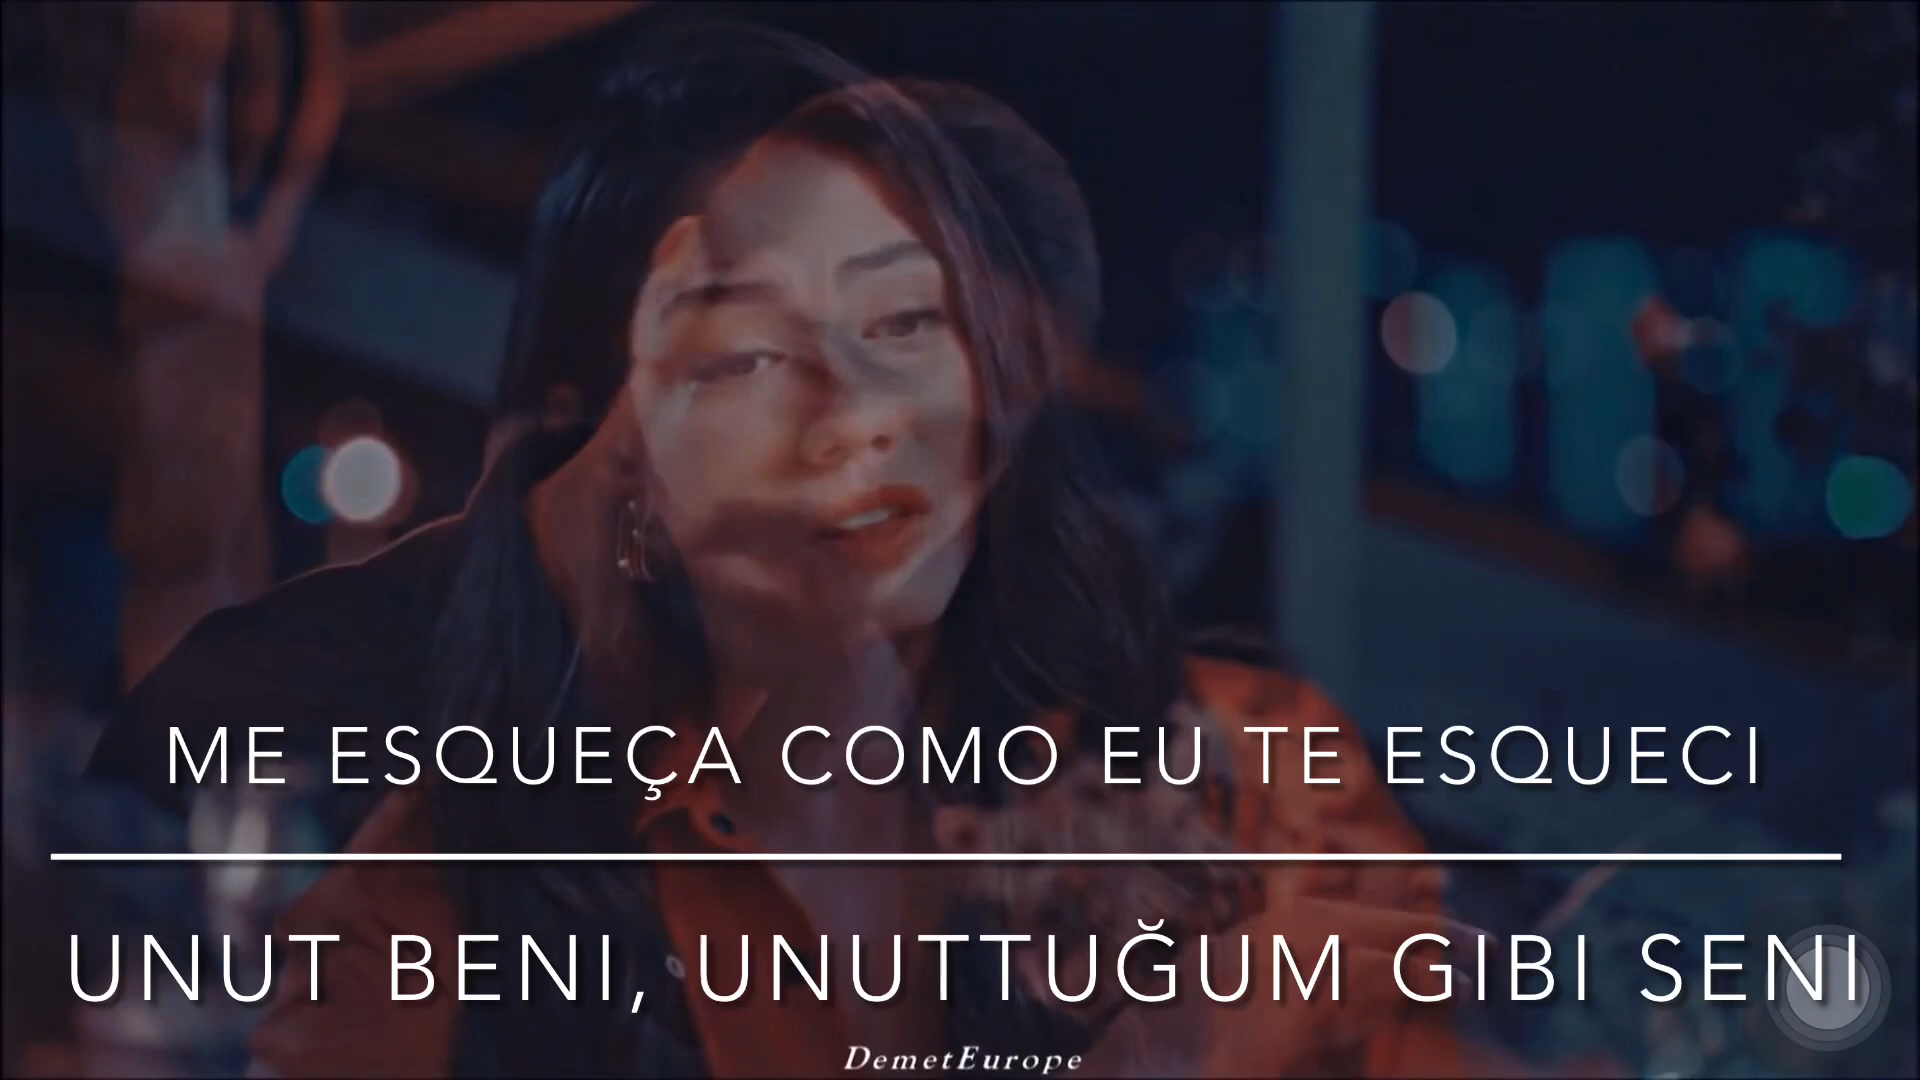 ME ESQUEÇA COMO EU TE ESQUECI
UNUT BENI, UNUTTUĞUM GIBI SENI
DemetEurope